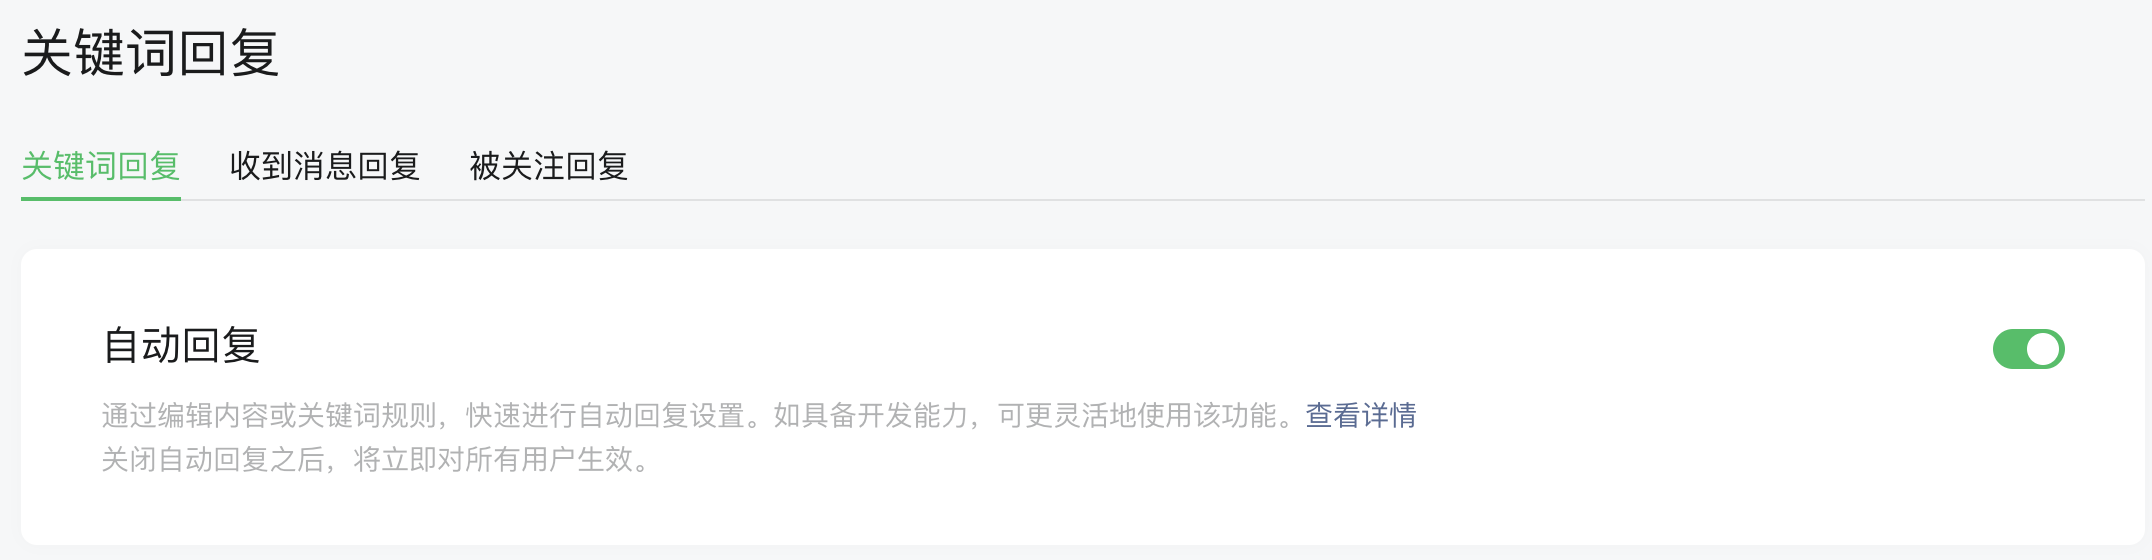 关键词回复
关键词回复 收到消息回复 被关注回复
自动回复
通过编辑内容或关键词规则，快速进行自动回复设置。如具备开发能力，可更灵活地使用该功能。查看详情
关闭自动回复之后，将立即对所有用户生效。